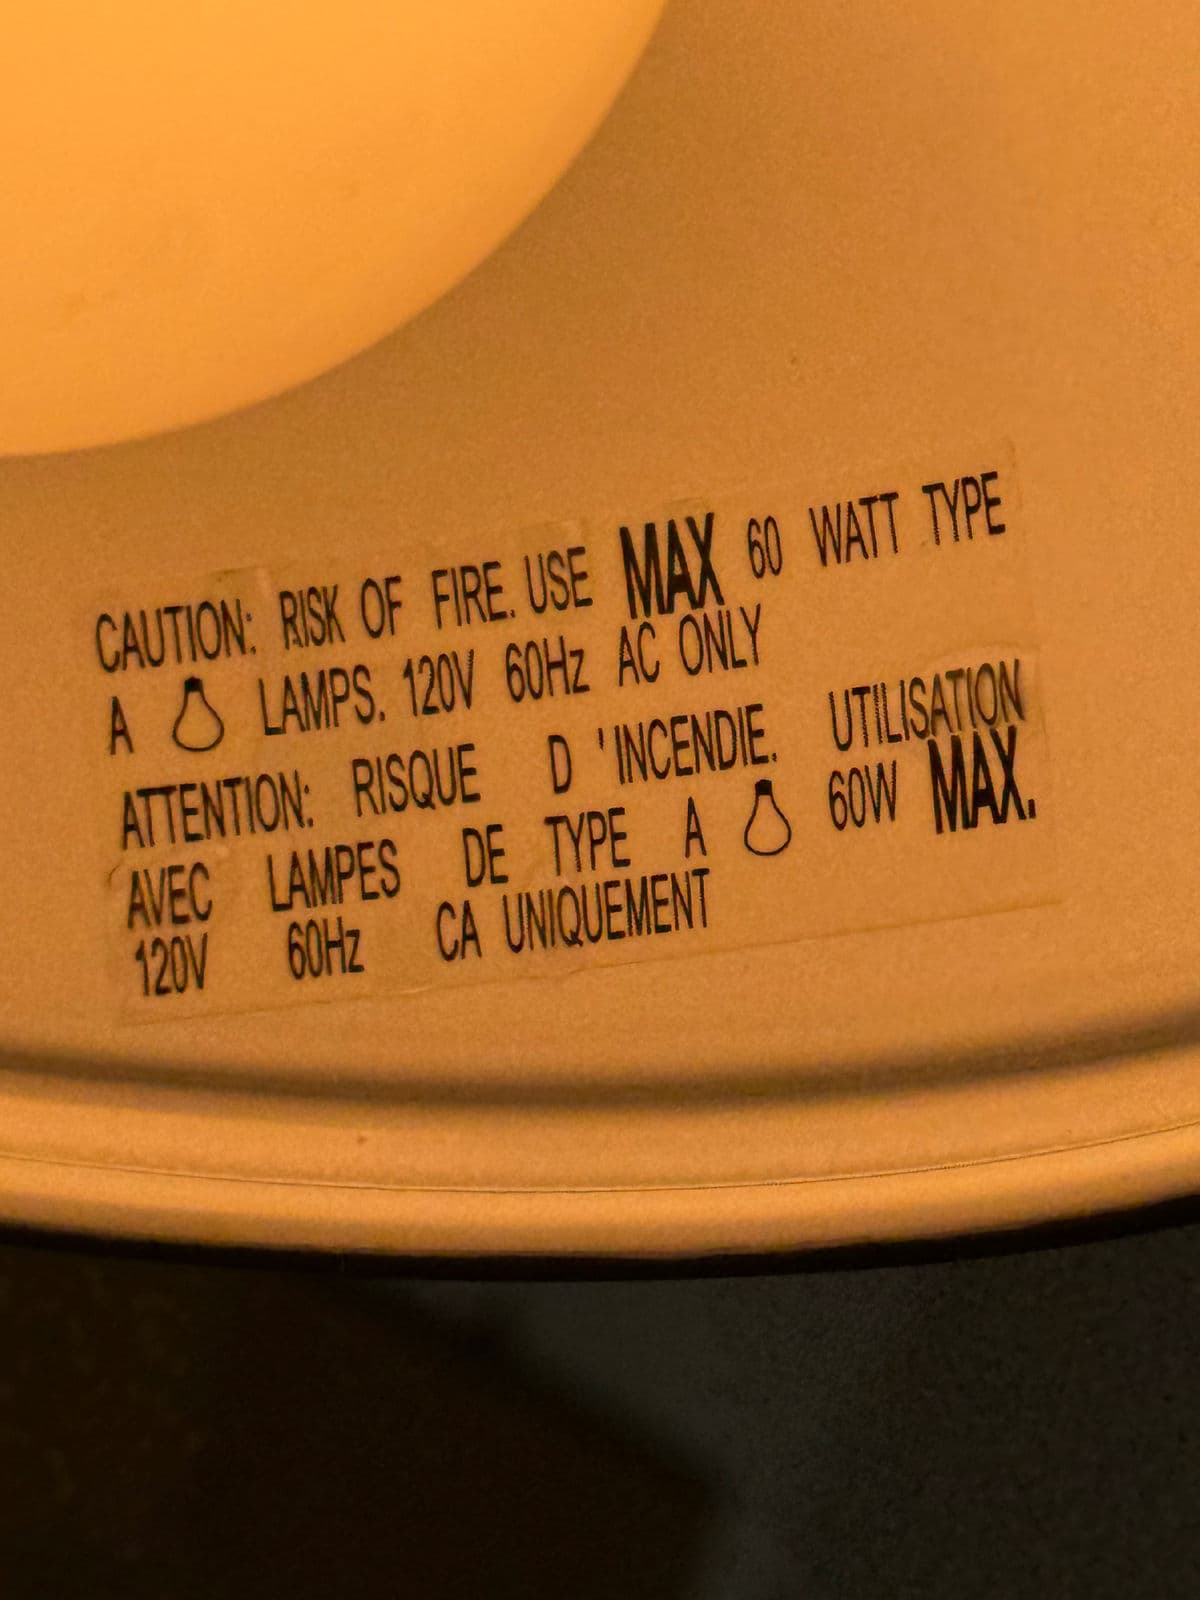 CAUTION: RISK OF FIRE. USE MAX 60 WATT TYPE
A LAMPS. 120V 60Hz AC ONLY
ATTENTION: RISQUE D 'INCENDIE. UTILISATION
AVEC LAMPES DE TYPE A 60W MAX.
120V 60Hz CA UNIQUEMENT